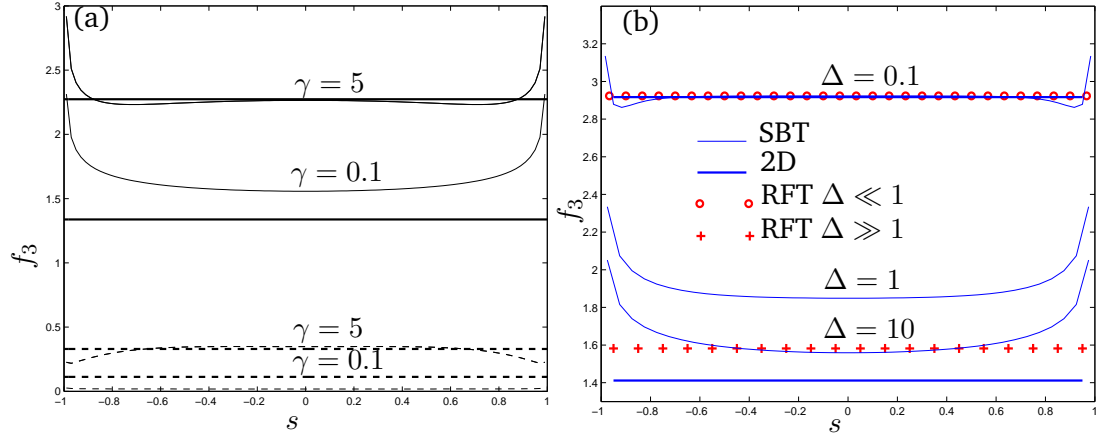 (a)
3
2.5
2
1.5
1
0.5
0
f₃
γ = 5
γ = 0.1
γ = 5
γ = 0.1
−1 −0.8 −0.6 −0.4 −0.2 0 0.2 0.4 0.6 0.8 1
s
(b)
3.2
3
2.8
2.6
2.4
2.2
2
1.8
1.6
1.4
f₃
Δ = 0.1
SBT
2D
RFT Δ ≪ 1
RFT Δ ≫ 1
Δ = 1
Δ = 10
−1 −0.8 −0.6 −0.4 −0.2 0 0.2 0.4 0.6 0.8 1
s